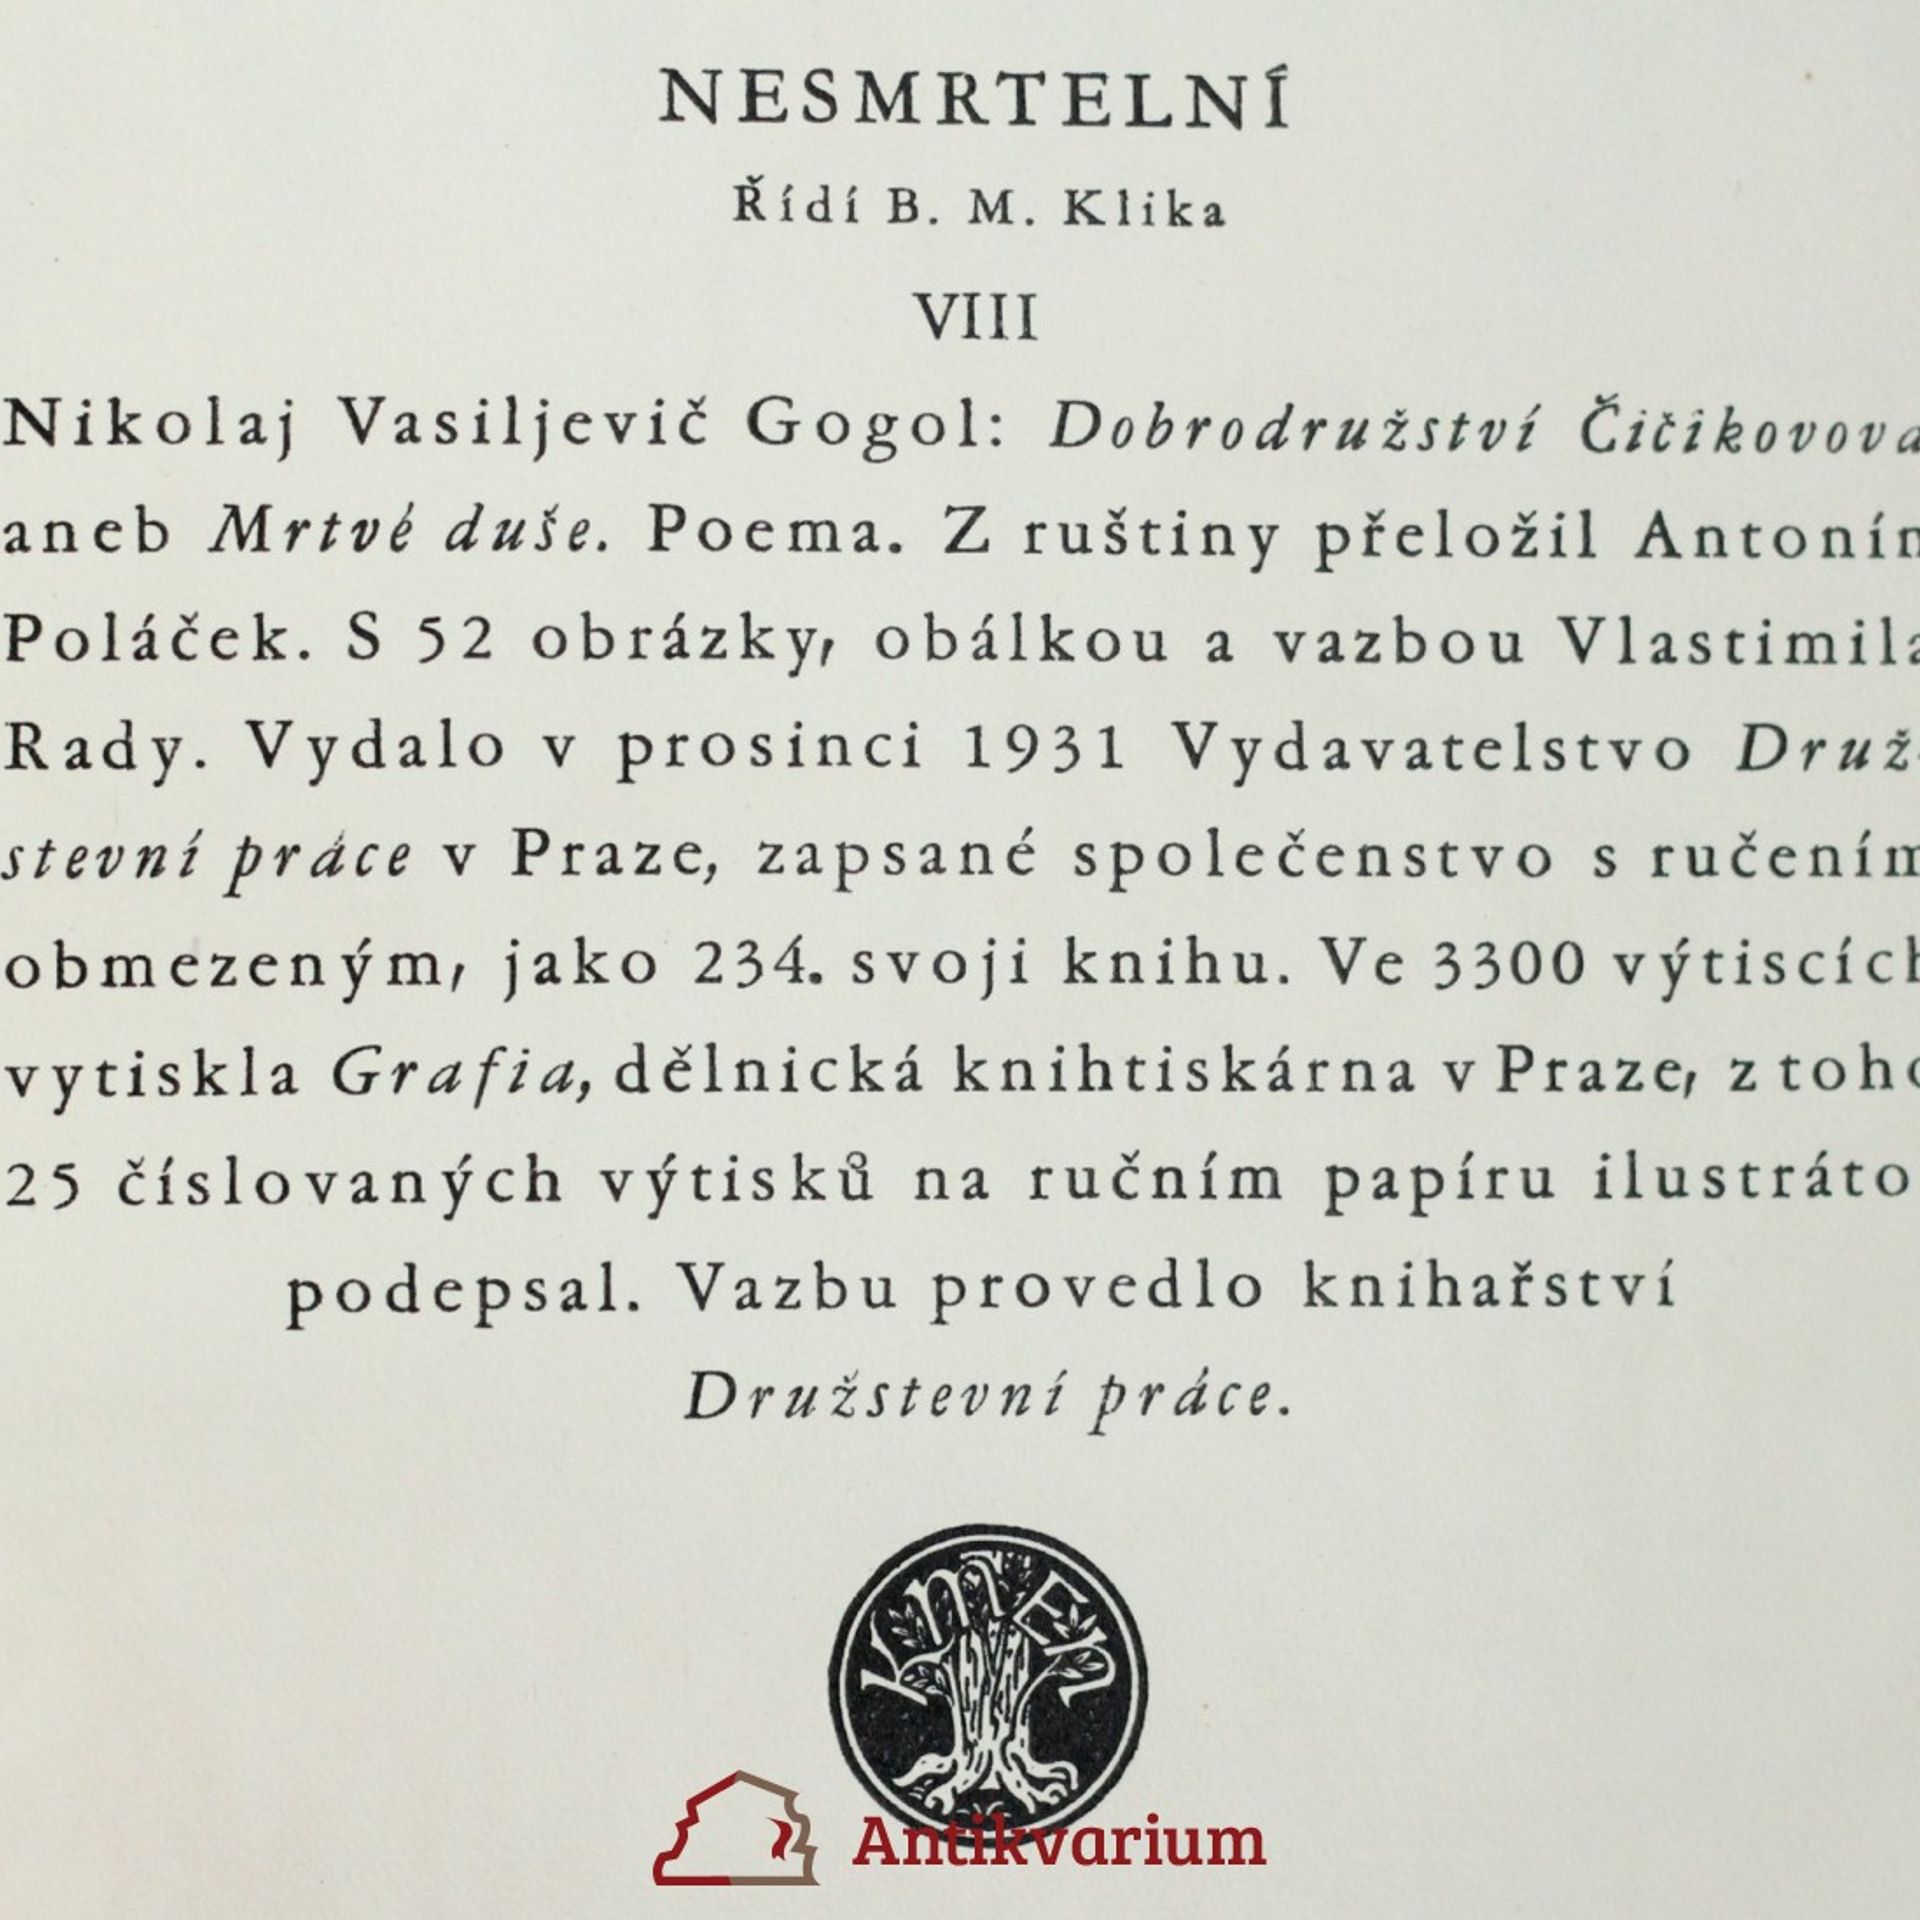 NESMRTELNÍ
Řídí B. M. Klika
VIII
Nikolaj Vasiljevič Gogol: Dobrodružství Čičikovova
aneb Mrtvé duše. Poema. Z ruštiny přeložil Antonín
Poláček. S 52 obrázky, obálkou a vazbou Vlastimila
Rady. Vydalo v prosinci 1931 Vydavatelstvo Druž-
stevní práce v Praze, zapsané společenstvo s ručením
obmezeným, jako 234. svoji knihu. Ve 3300 výtiscích
vytiskla Grafia, dělnická knihtiskárna v Praze, z toho
25 číslovaných výtisků na ručním papíru ilustráto
podepsal. Vazbu provedlo knihařství
Družstevní práce.
KMEN
Antikvarium